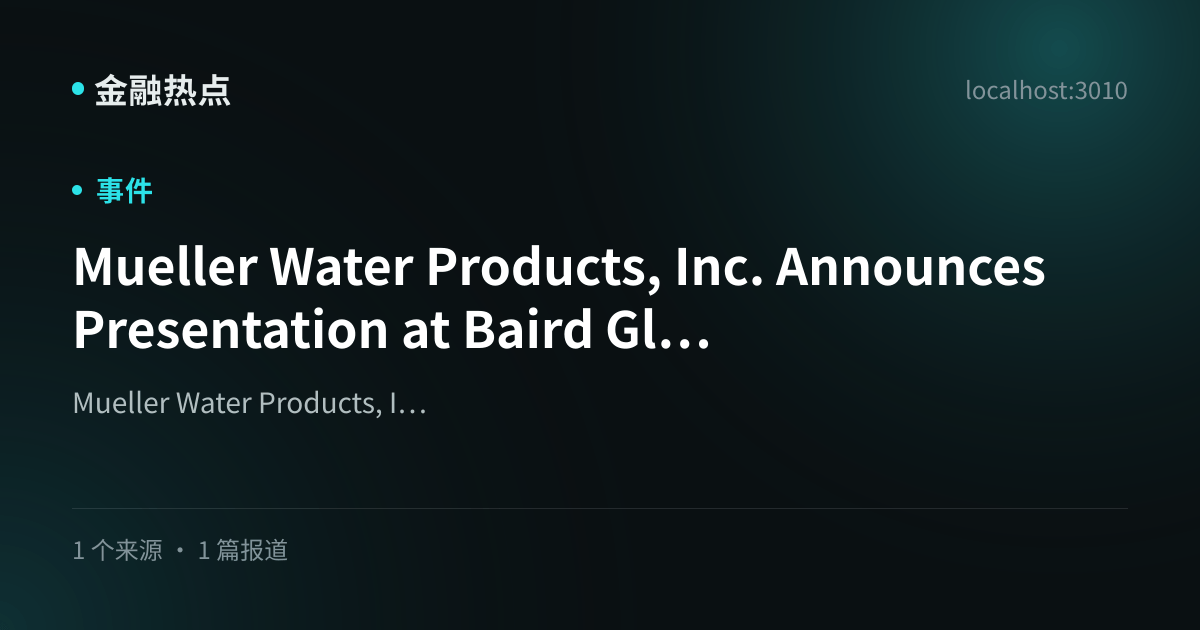 金融热点
localhost:3010
事件
Mueller Water Products, Inc. Announces
Presentation at Baird Gl…
Mueller Water Products, I…
1 个来源 • 1 篇报道